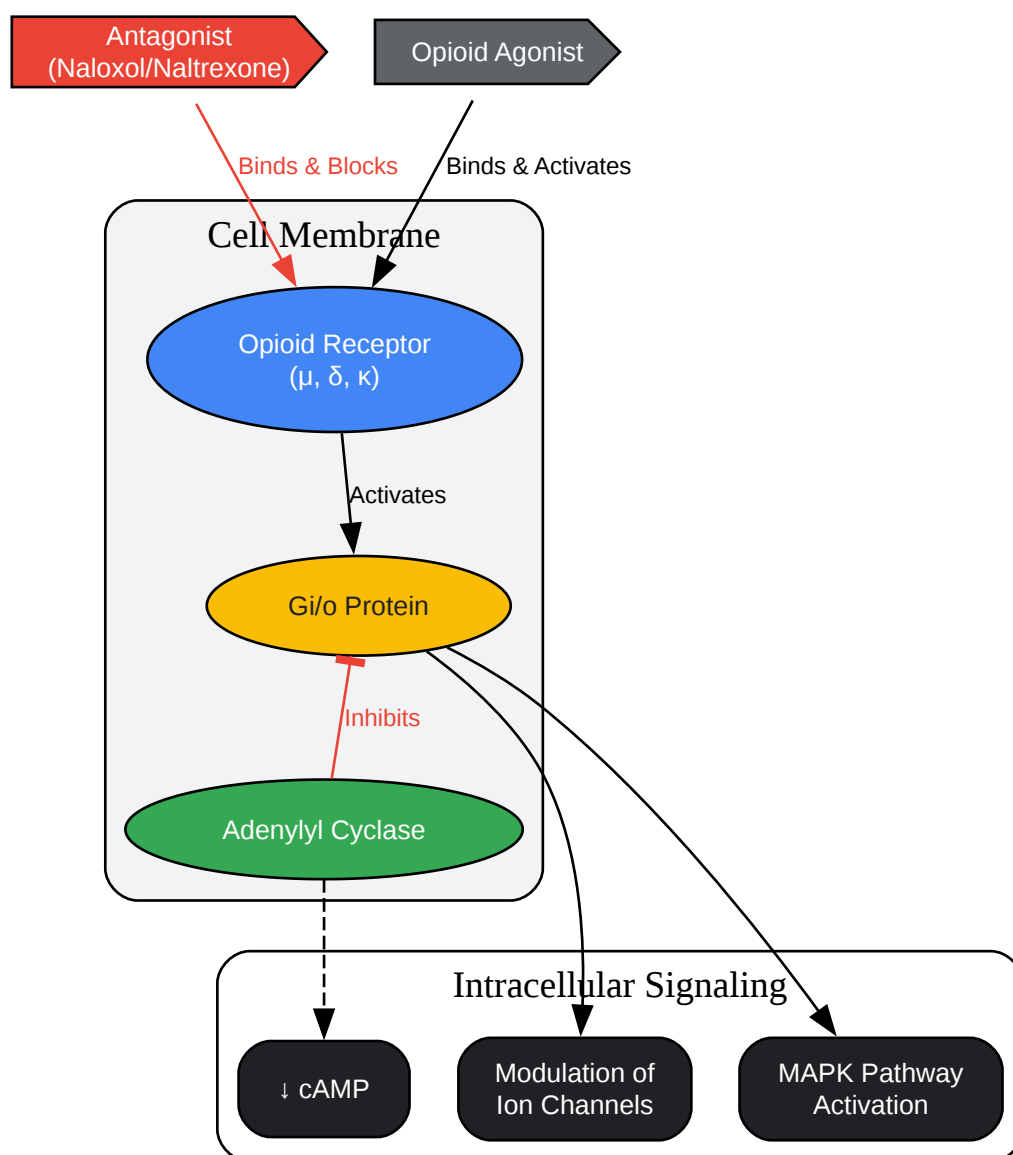 Antagonist
(Naloxol/Naltrexone)
Opioid Agonist
Binds & Blocks
Binds & Activates
Cell Membrane
Opioid Receptor
(μ, δ, κ)
Activates
Gi/o Protein
Inhibits
Adenylyl Cyclase
Intracellular Signaling
↓ cAMP
Modulation of
Ion Channels
MAPK Pathway
Activation